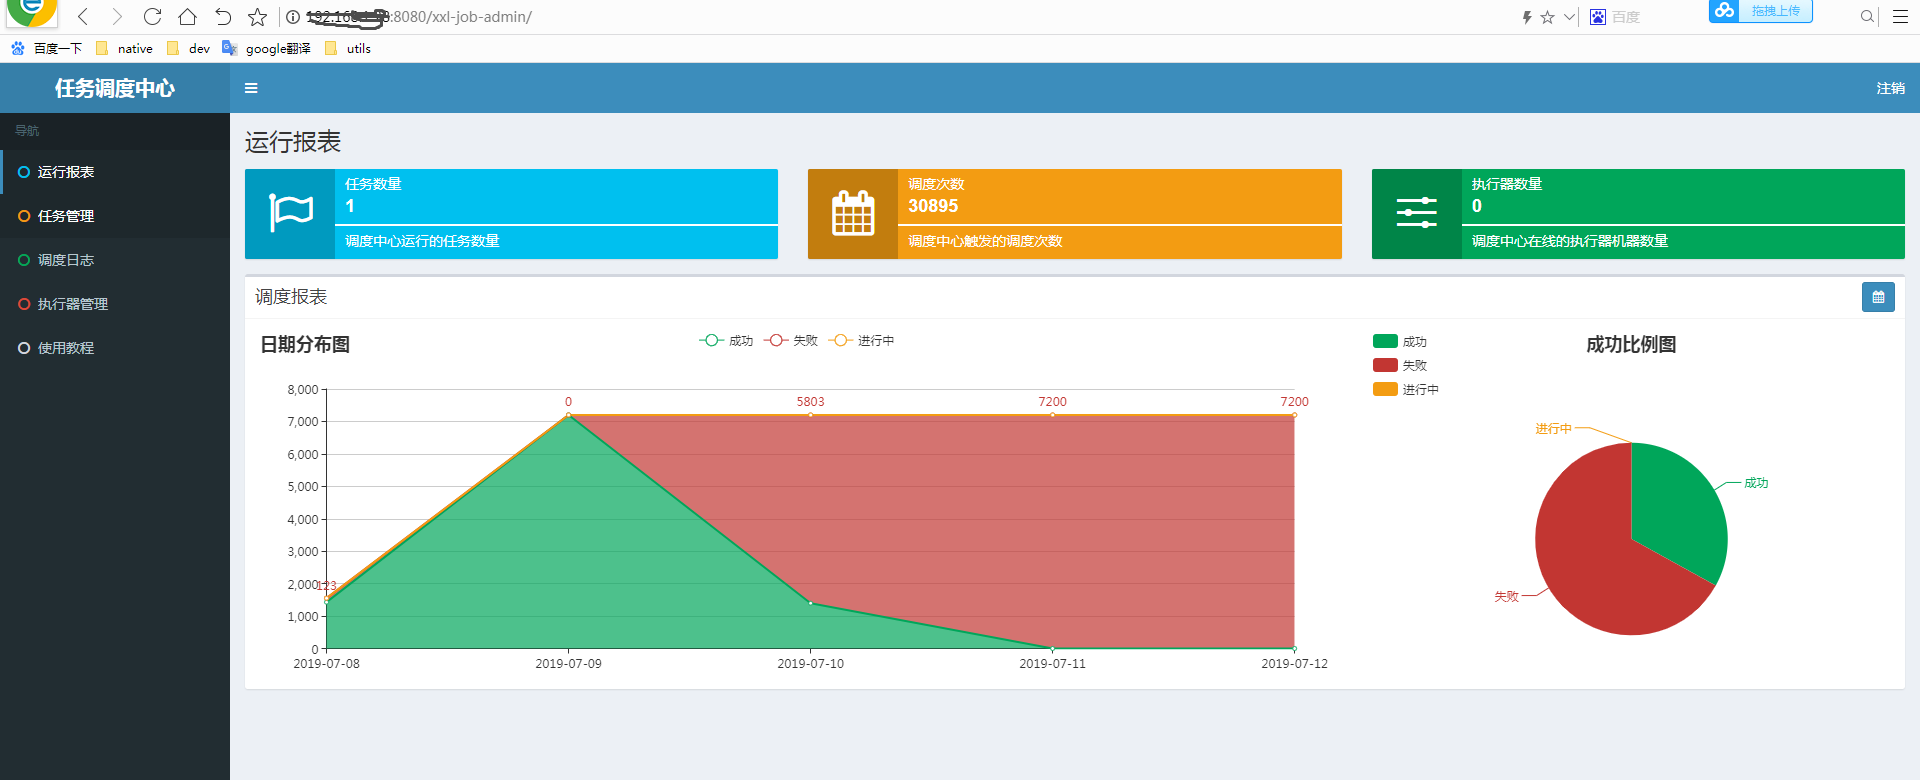 :8080/xxl-job-admin/
百度
拖拽上传
百度一下 native dev google翻译 utils
任务调度中心
注销
导航
运行报表
任务管理
调度日志
执行器管理
使用教程
运行报表
任务数量
1
调度中心运行的任务数量
调度次数
30895
调度中心触发的调度次数
执行器数量
0
调度中心在线的执行器机器数量
调度报表
日期分布图
成功 失败 进行中
8,000
7,000
6,000
5,000
4,000
3,000
2,000
1,000
0
123
0
5803
7200
7200
2019-07-08
2019-07-09
2019-07-10
2019-07-11
2019-07-12
成功
失败
进行中
成功比例图
进行中
成功
失败